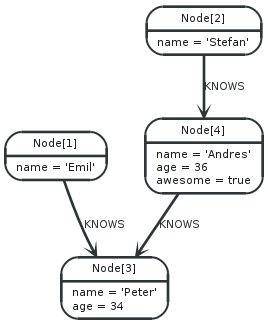 Node[2]
name = 'Stefan'
KNOWS
Node[4]
name = 'Andres'
age = 36
awesome = true
Node[1]
name = 'Emil'
KNOWS
KNOWS
Node[3]
name = 'Peter'
age = 34